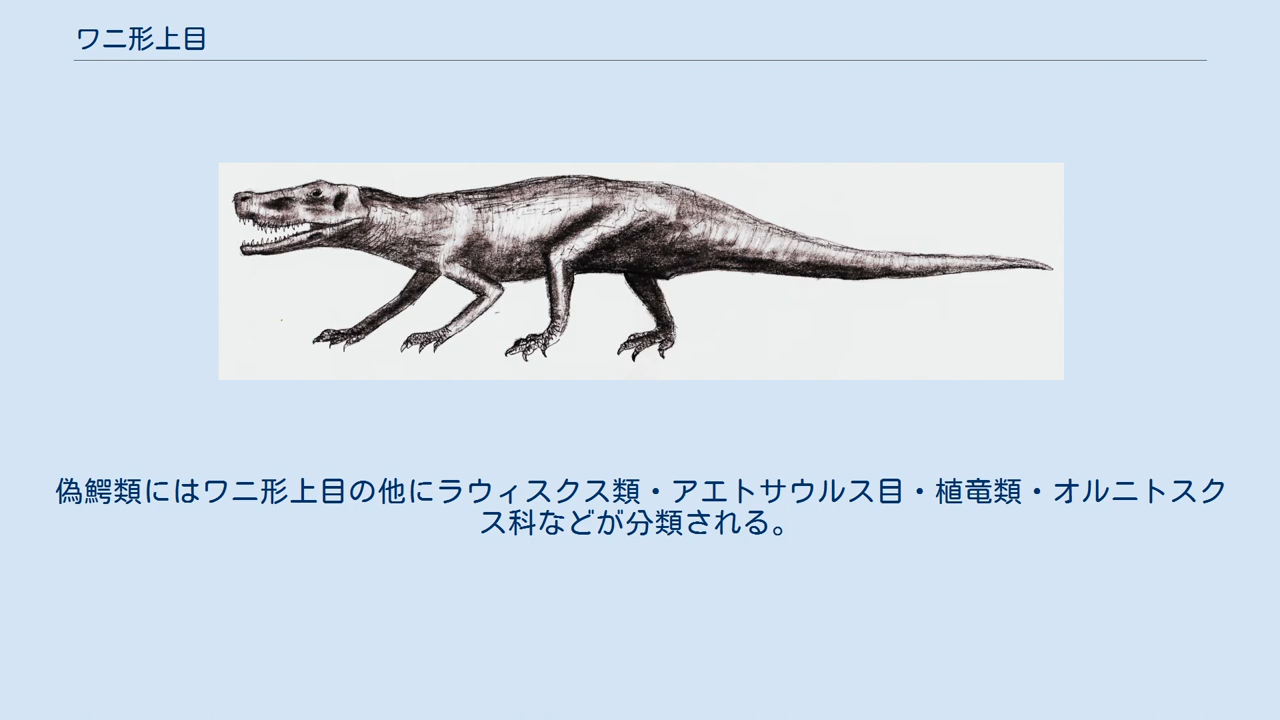 ワニ形上目
偽鰐類にはワニ形上目の他にラウィスクス類・アエトサウルス目・植竜類・オルニトスク
ス科などが分類される。